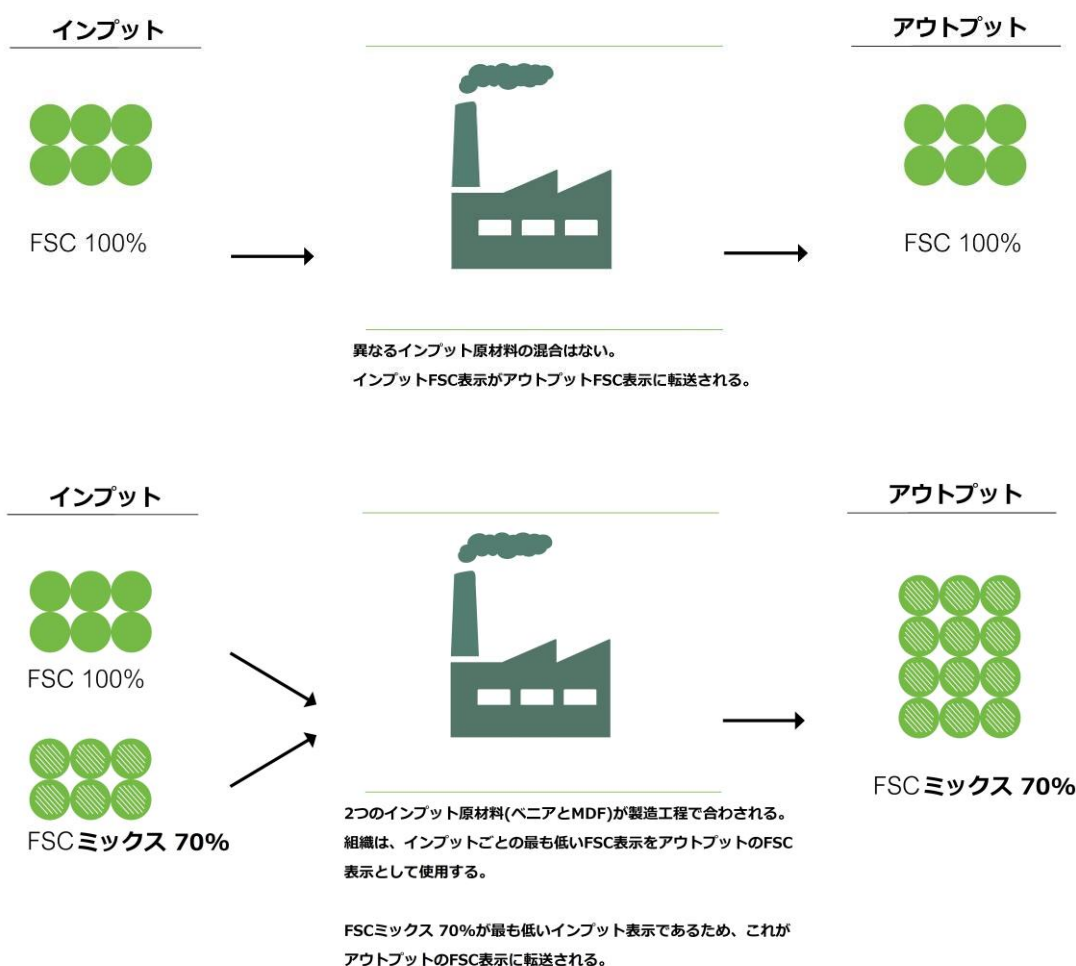 インプット
アウトプット
FSC 100%
FSC 100%
異なるインプット原材料の混合はない。
インプットFSC表示がアウトプットFSC表示に転送される。
インプット
アウトプット
FSC 100%
FSCミックス 70%
FSCミックス 70%
2つのインプット原材料(ベニアとMDF)が製造工程で合わされる。
組織は、インプットごとの最も低いFSC表示をアウトプットのFSC
表示として使用する。
FSCミックス 70%が最も低いインプット表示であるため、これが
アウトプットのFSC表示に転送される。